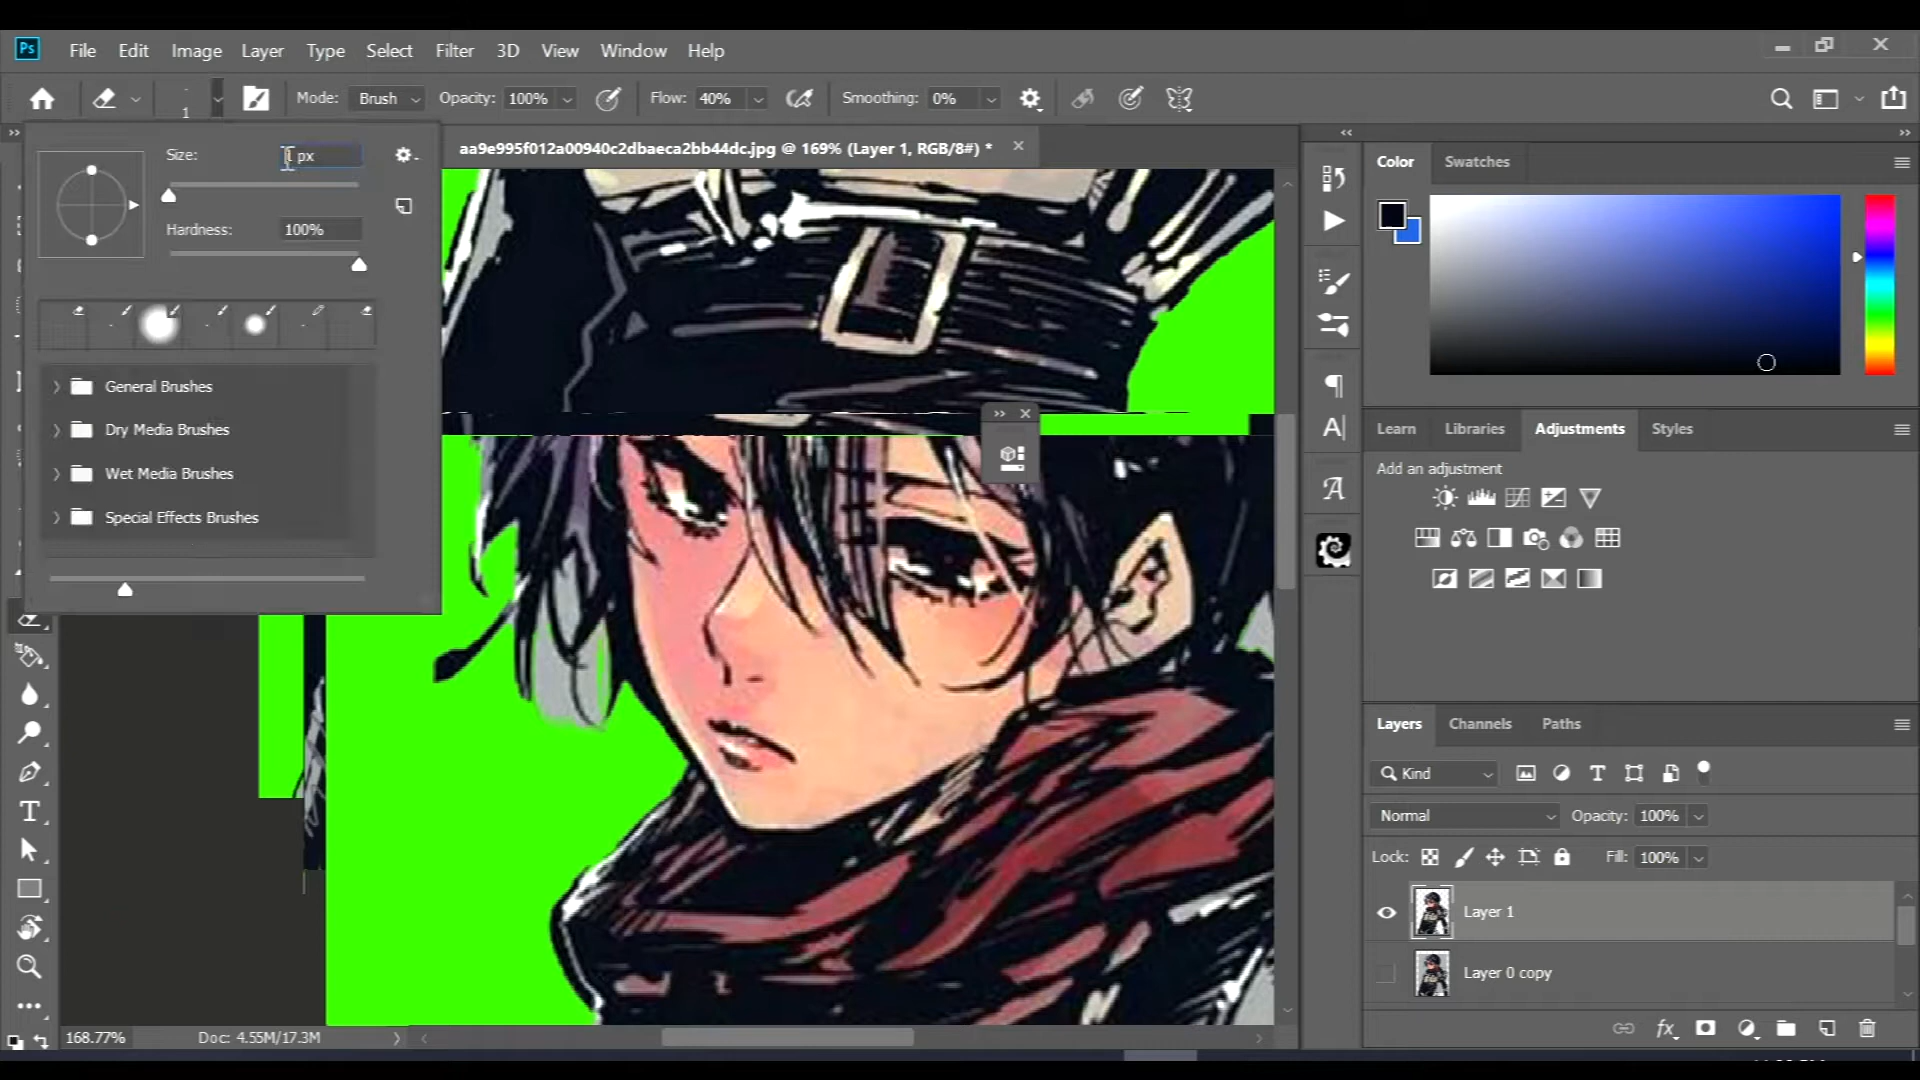 Ps File Edit Image Layer Type Select Filter 3D View Window Help
1 Mode: Brush Opacity: 100% Flow: 40% Smoothing: 0%
aa9e995f012a00940c2dbaeca2bb44dc.jpg @ 169% (Layer 1, RGB/8#) *
Size: 1 px
Hardness: 100%
General Brushes
Dry Media Brushes
Wet Media Brushes
Special Effects Brushes
Color Swatches
Learn Libraries Adjustments Styles
Add an adjustment
Layers Channels Paths
Kind
Normal Opacity: 100%
Lock: Fill: 100%
Layer 1
Layer 0 copy
168.77% Doc: 4.55M/17.3M